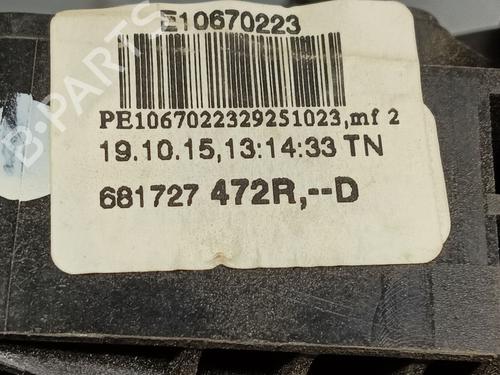 E10670223
PE1067022329251023,mf 2
19.10.15,13:14:33 TN
681727 472R,--D
B-PARTS